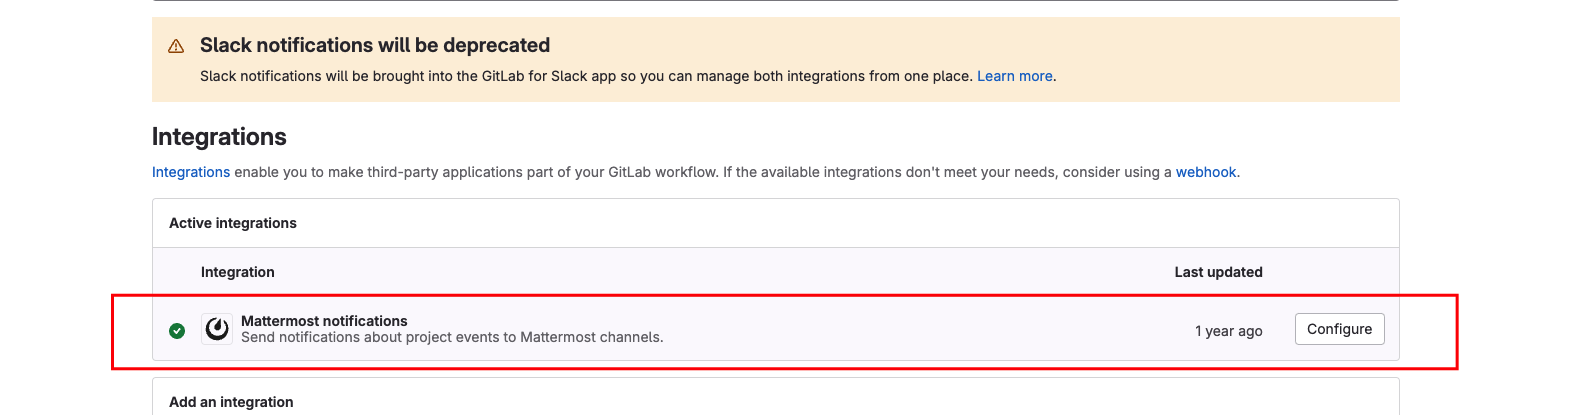 Slack notifications will be deprecated
Slack notifications will be brought into the GitLab for Slack app so you can manage both integrations from one place. Learn more.
Integrations
Integrations enable you to make third-party applications part of your GitLab workflow. If the available integrations don't meet your needs, consider using a webhook.
Active integrations
Integration Last updated
Mattermost notifications
Send notifications about project events to Mattermost channels.
1 year ago Configure
Add an integration